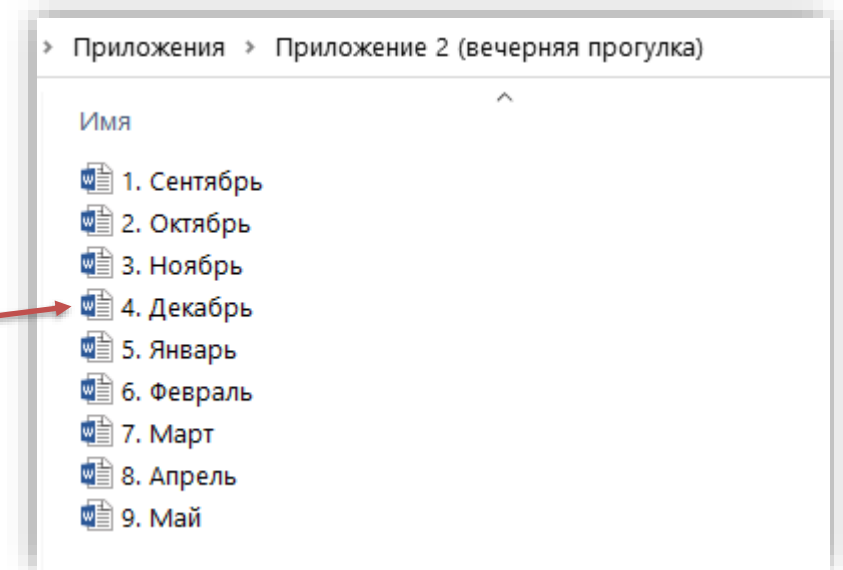 Приложения > Приложение 2 (вечерняя прогулка)
Имя
1. Сентябрь
2. Октябрь
3. Ноябрь
4. Декабрь
5. Январь
6. Февраль
7. Март
8. Апрель
9. Май